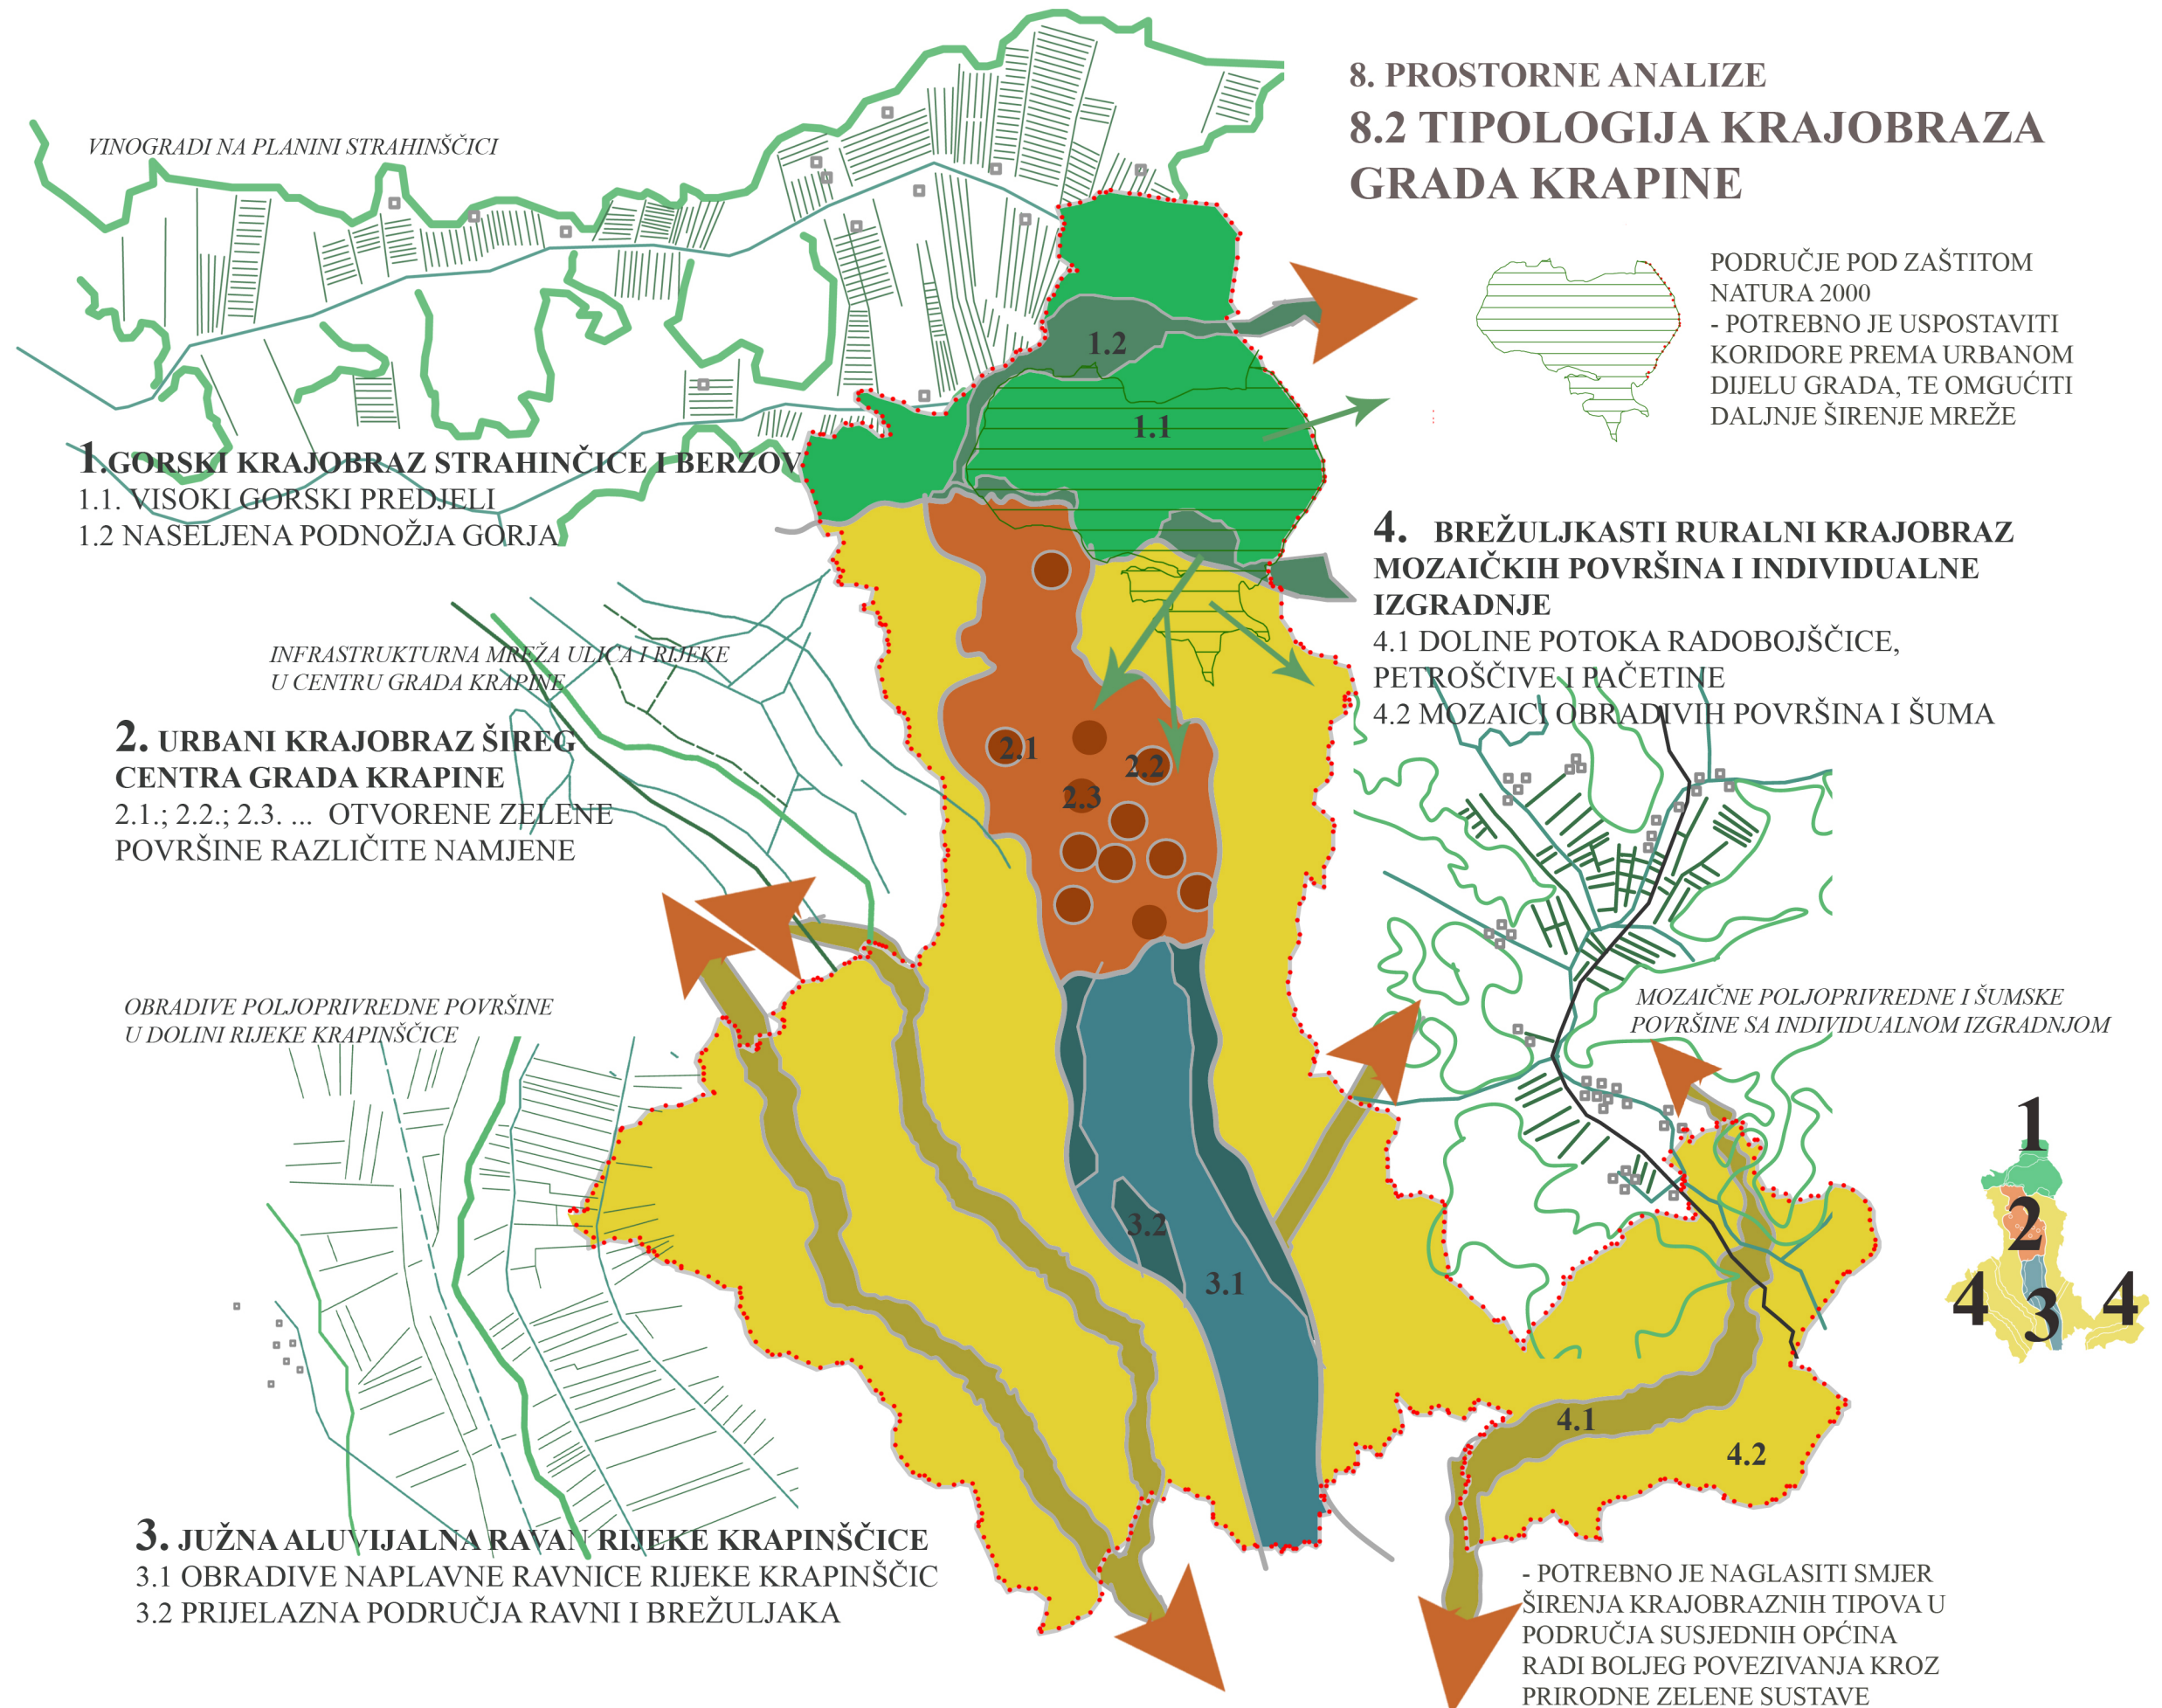 8. PROSTORNE ANALIZE
8.2 TIPOLOGIJA KRAJOBRAZA
GRADA KRAPINE
VINOGRADI NA PLANINI STRAHINŠČICI
PODRUČJE POD ZAŠTITOM
NATURA 2000
- POTREBNO JE USPOSTAVITI
KORIDORE PREMA URBANOM
DIJELU GRADA, TE OMGUĆITI
DALJNJE ŠIRENJE MREŽE
1.2
1.1
1.GORSKI KRAJOBRAZ STRAHINČICE I BERZOV
1.1. VISOKI GORSKI PREDJELI
1.2 NASELJENA PODNOŽJA GORJA
4. BREŽULJKASTI RURALNI KRAJOBRAZ
MOZAIČKIH POVRŠINA I INDIVIDUALNE
IZGRADNJE
4.1 DOLINE POTOKA RADOBOJŠČICE,
PETROŠČIVE I PAČETINE
4.2 MOZAICI OBRADIVIH POVRŠINA I ŠUMA
INFRASTRUKTURNA MREŽA ULICA I RIJEKE
U CENTRU GRADA KRAPINE
2. URBANI KRAJOBRAZ ŠIREG
CENTRA GRADA KRAPINE
2.1.; 2.2.; 2.3. ... OTVORENE ZELENE
POVRŠINE RAZLIČITE NAMJENE
2.1
2.2
2.3
OBRADIVE POLJOPRIVREDNE POVRŠINE
U DOLINI RIJEKE KRAPINŠČICE
MOZAIČNE POLJOPRIVREDNE I ŠUMSKE
POVRŠINE SA INDIVIDUALNOM IZGRADNJOM
1
2
4
3
4
3.2
3.1
4.1
4.2
3. JUŽNA ALUVIJALNA RAVAN RIJEKE KRAPINŠČICE
3.1 OBRADIVE NAPLAVNE RAVNICE RIJEKE KRAPINŠČIC
3.2 PRIJELAZNA PODRUČJA RAVNI I BREŽULJAKA
- POTREBNO JE NAGLASITI SMJER
ŠIRENJA KRAJOBRAZNIH TIPOVA U
PODRUČJA SUSJEDNIH OPĆINA
RADI BOLJEG POVEZIVANJA KROZ
PRIRODNE ZELENE SUSTAVE